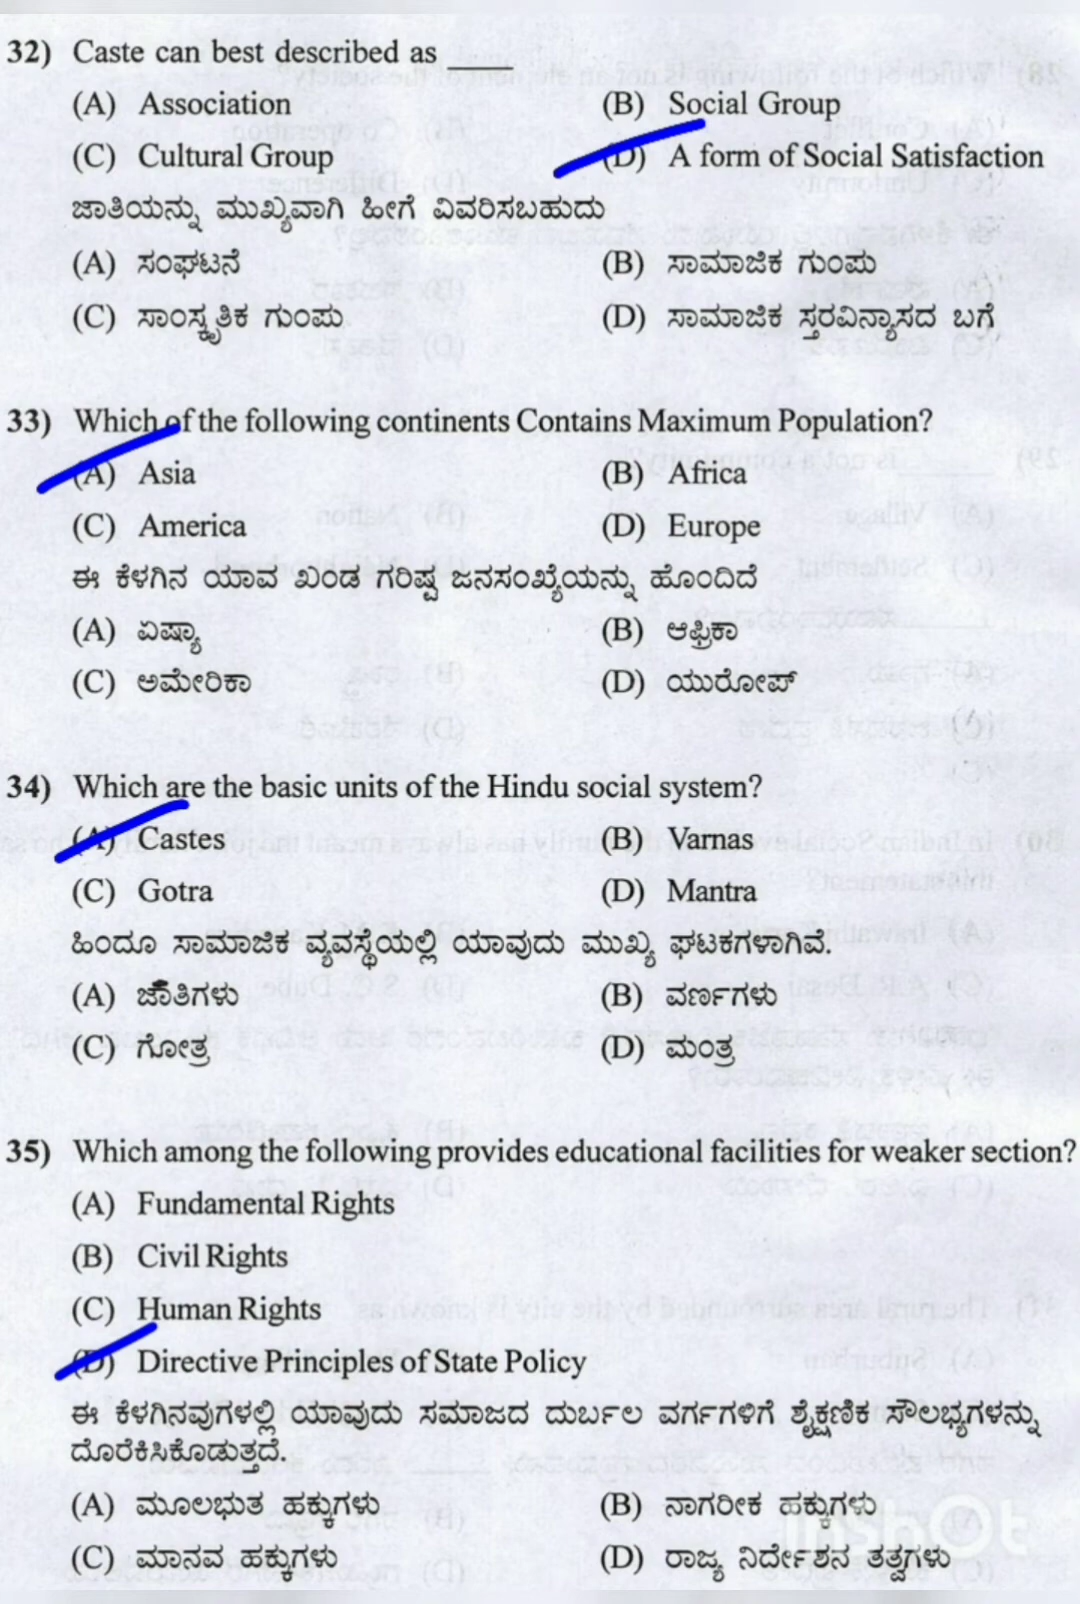 32) Caste can best described as ____
(A) Association (B) Social Group
(C) Cultural Group (D) A form of Social Satisfaction
ಜಾತಿಯನ್ನು ಮುಖ್ಯವಾಗಿ ಹೀಗೆ ವಿವರಿಸಬಹುದು
(A) ಸಂಘಟನೆ (B) ಸಾಮಾಜಿಕ ಗುಂಪು
(C) ಸಾಂಸ್ಕೃತಿಕ ಗುಂಪು (D) ಸಾಮಾಜಿಕ ಸ್ತರವಿನ್ಯಾಸದ ಬಗೆ
33) Which of the following continents Contains Maximum Population?
(A) Asia (B) Africa
(C) America (D) Europe
ಈ ಕೆಳಗಿನ ಯಾವ ಖಂಡ ಗರಿಷ್ಠ ಜನಸಂಖ್ಯೆಯನ್ನು ಹೊಂದಿದೆ
(A) ಏಷ್ಯಾ (B) ಆಫ್ರಿಕಾ
(C) ಅಮೇರಿಕಾ (D) ಯುರೋಪ್
34) Which are the basic units of the Hindu social system?
(A) Castes (B) Varnas
(C) Gotra (D) Mantra
ಹಿಂದೂ ಸಾಮಾಜಿಕ ವ್ಯವಸ್ಥೆಯಲ್ಲಿ ಯಾವುದು ಮುಖ್ಯ ಘಟಕಗಳಾಗಿವೆ.
(A) ಜಾತಿಗಳು (B) ವರ್ಣಗಳು
(C) ಗೋತ್ರ (D) ಮಂತ್ರ
35) Which among the following provides educational facilities for weaker section?
(A) Fundamental Rights
(B) Civil Rights
(C) Human Rights
(D) Directive Principles of State Policy
ಈ ಕೆಳಗಿನವುಗಳಲ್ಲಿ ಯಾವುದು ಸಮಾಜದ ದುರ್ಬಲ ವರ್ಗಗಳಿಗೆ ಶೈಕ್ಷಣಿಕ ಸೌಲಭ್ಯಗಳನ್ನು
ದೊರೆಕಿಸಿಕೊಡುತ್ತದೆ.
(A) ಮೂಲಭುತ ಹಕ್ಕುಗಳು (B) ನಾಗರೀಕ ಹಕ್ಕುಗಳು
(C) ಮಾನವ ಹಕ್ಕುಗಳು (D) ರಾಜ್ಯ ನಿರ್ದೇಶನ ತತ್ವಗಳು
InShOt